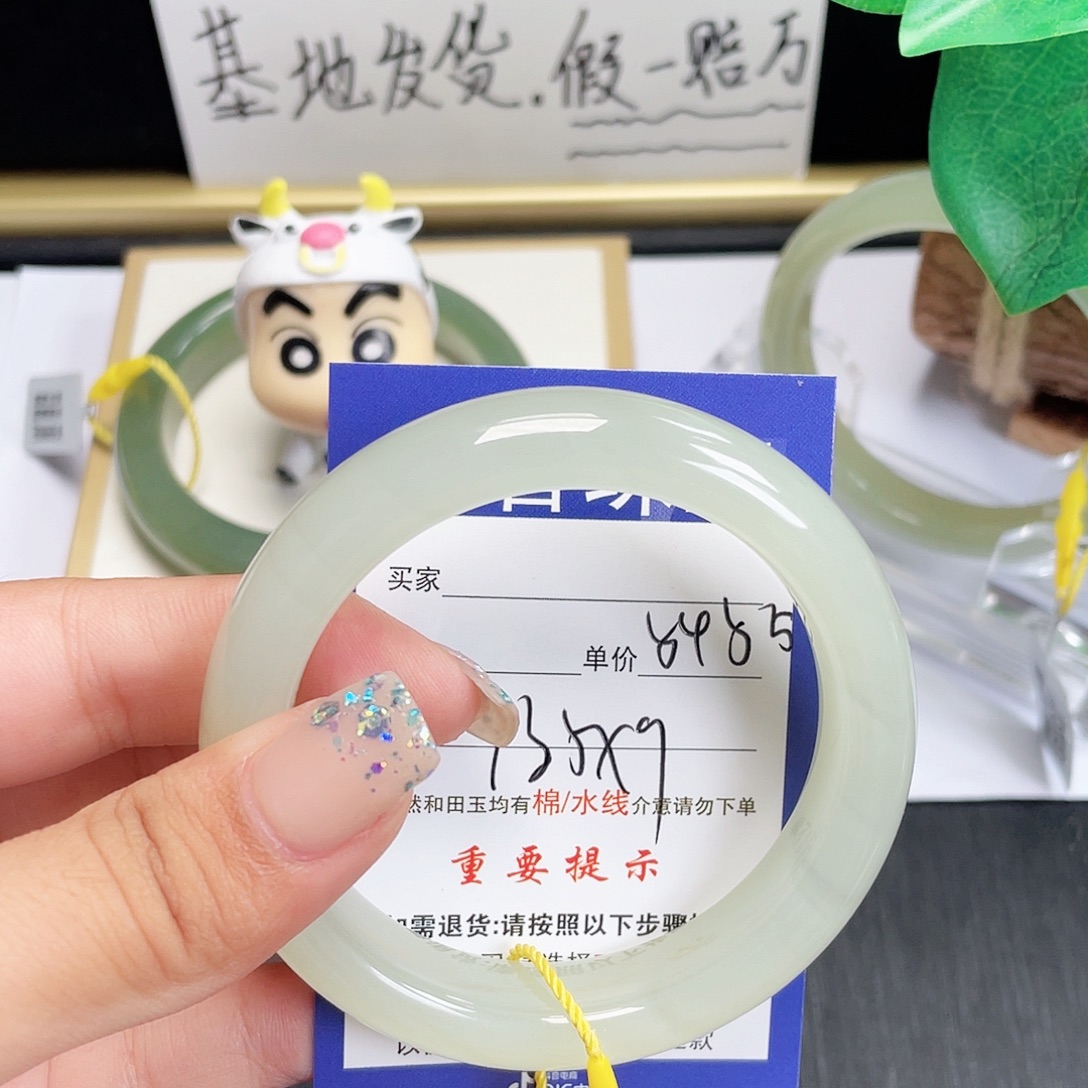 基地发货.假一赔万
买家
单价 8485
然和田玉均有棉/水线介意请勿下单
重要提示
如需退货:请按照以下步骤